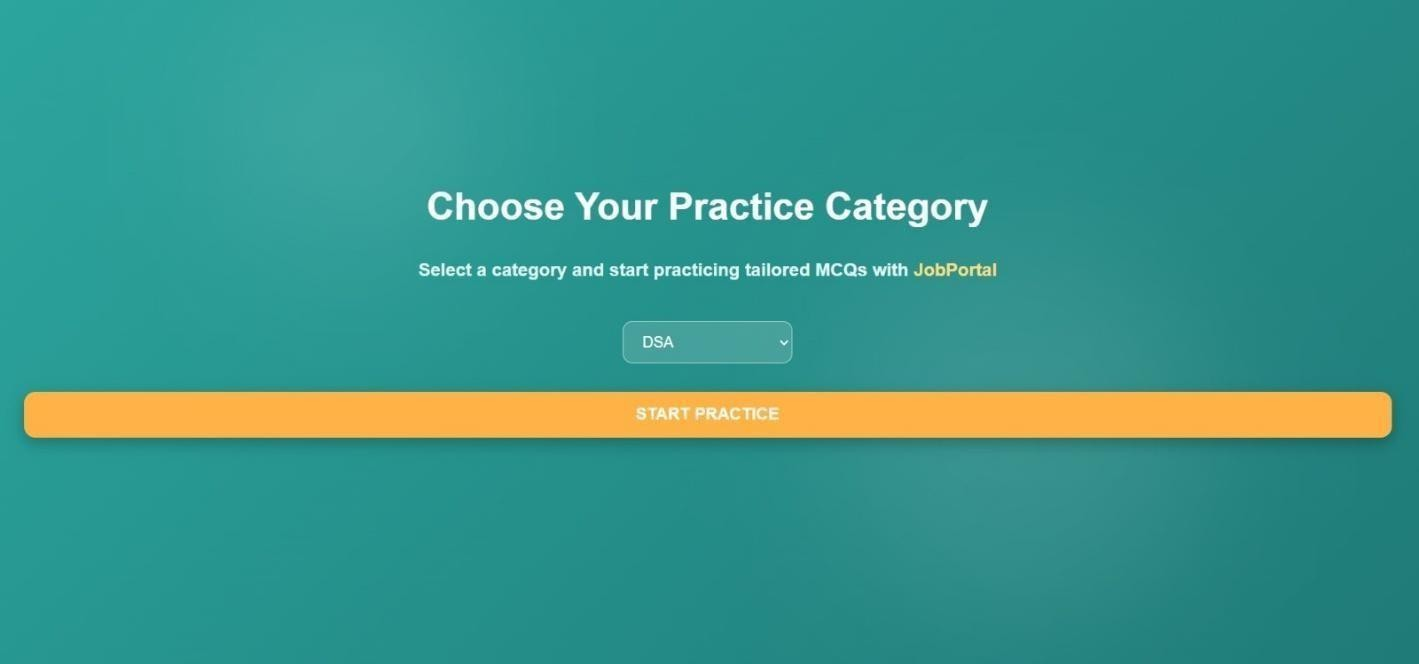 Choose Your Practice Category
Select a category and start practicing tailored MCQs with JobPortal
DSA
START PRACTICE